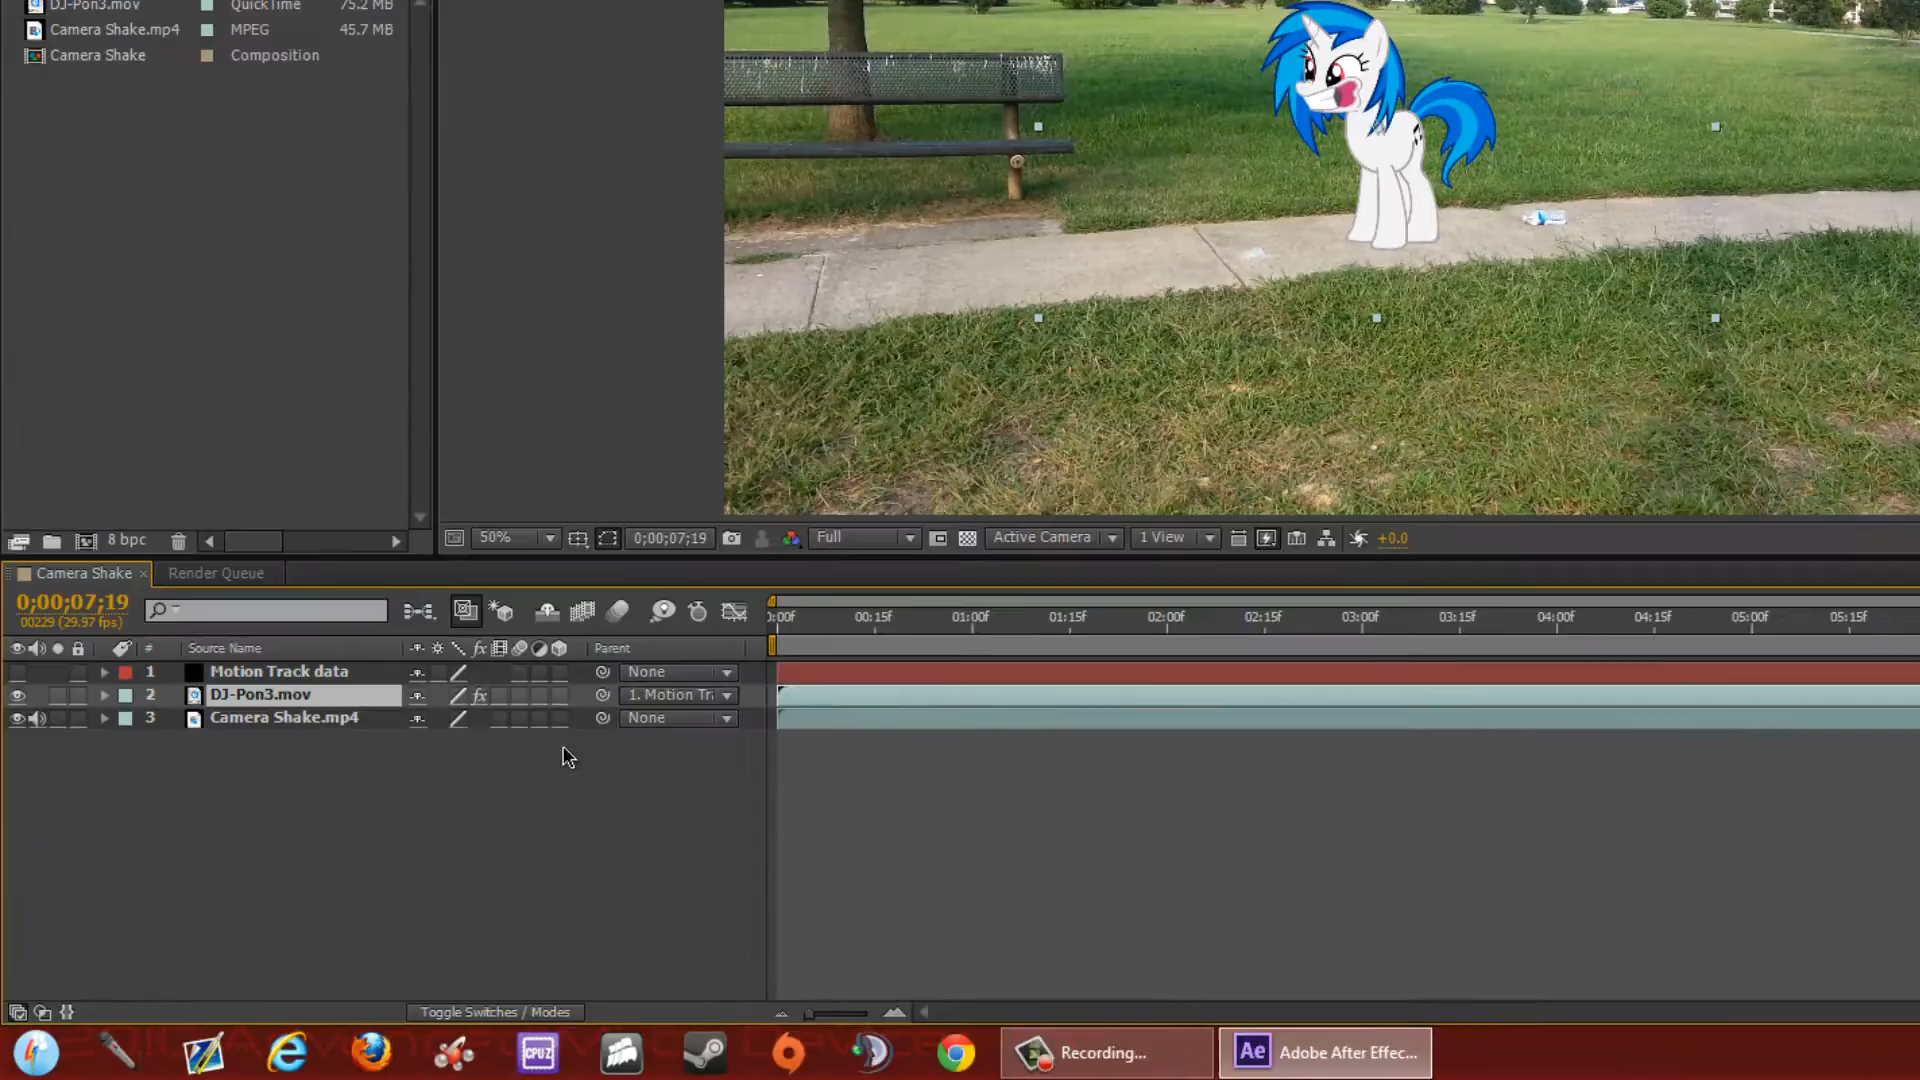 DJ-Pon3.mov QuickTime 75.2 MB
Camera Shake.mp4 MPEG 45.7 MB
Camera Shake Composition
8 bpc
50% 0;00;07;19 Full Active Camera 1 View +0.0
Camera Shake × Render Queue
0;00;07;19
00229 (29.97 fps)
:00f 00:15f 01:00f 01:15f 02:00f 02:15f 03:00f 03:15f 04:00f 04:15f 05:00f 05:15f
# Source Name fx Parent
1 Motion Track data None
2 DJ-Pon3.mov fx 1. Motion Tr
3 Camera Shake.mp4 None
Toggle Switches / Modes
CPUZ Recording... Ae Adobe After Effec...